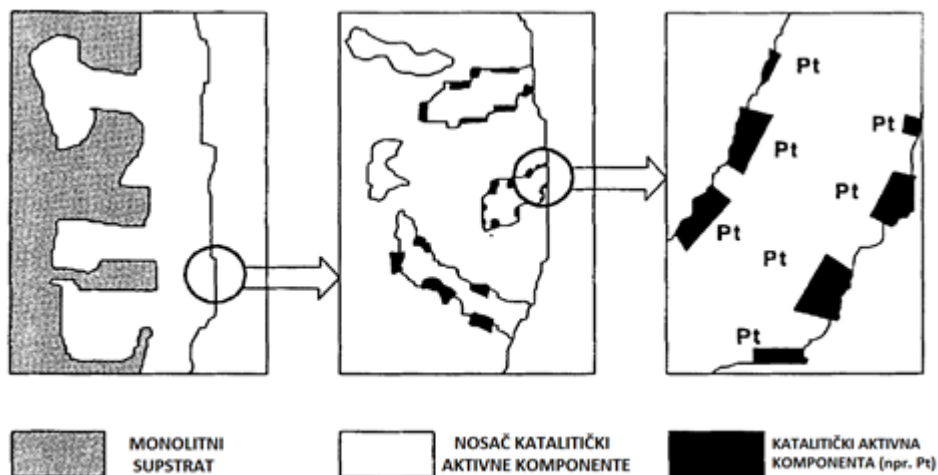 Pt
Pt
Pt
Pt
Pt
Pt
MONOLITNI
SUPSTRAT
NOSAČ KATALITIČKI
AKTIVNE KOMPONENTE
KATALITIČKI AKTIVNA
KOMPONENTA (npr. Pt)